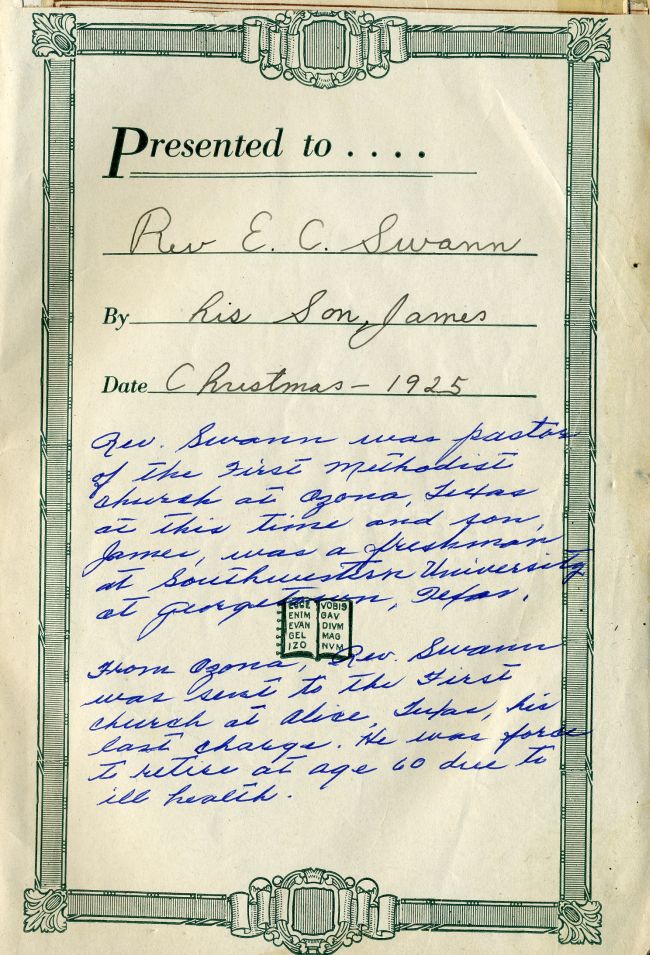 Presented to ....
Rev E. C. Swann
By his Son, James
Date Christmas - 1925
Rev. Swann was pastor
of the First Methodist
church at Ozona, Texas
at this time and son,
James, was a freshman
at Southwestern University
at Georgetown, Texas.
ECCE VOBIS
ENIM GAV
EVAN DIVM
GEL MAG
IZO NVM
From Ozona, Rev. Swann
was sent to the First
church at Alice, Texas, his
last charge. He was force
to retire at age 60 due to
ill health.